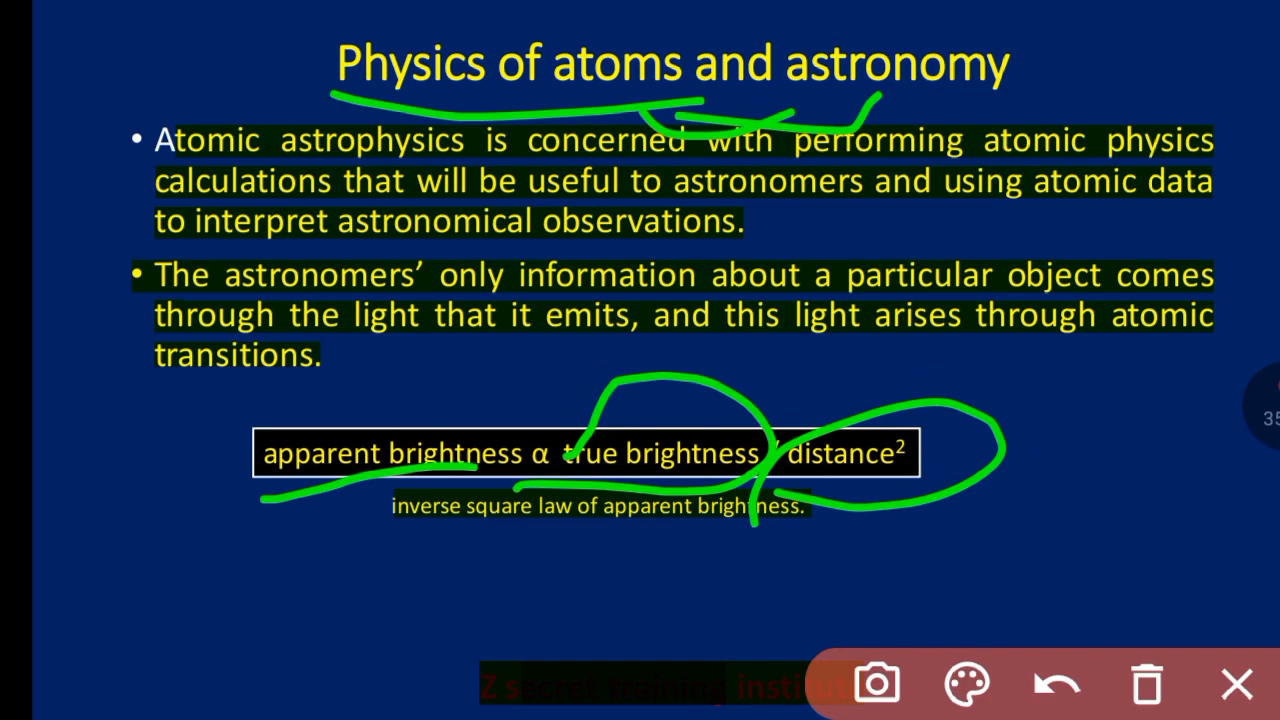 Physics of atoms and astronomy
• Atomic astrophysics is concerned with performing atomic physics
calculations that will be useful to astronomers and using atomic data
to interpret astronomical observations.
• The astronomers’ only information about a particular object comes
through the light that it emits, and this light arises through atomic
transitions.
apparent brightness α true brightness / distance²
inverse square law of apparent brightness.
35
Z secret training